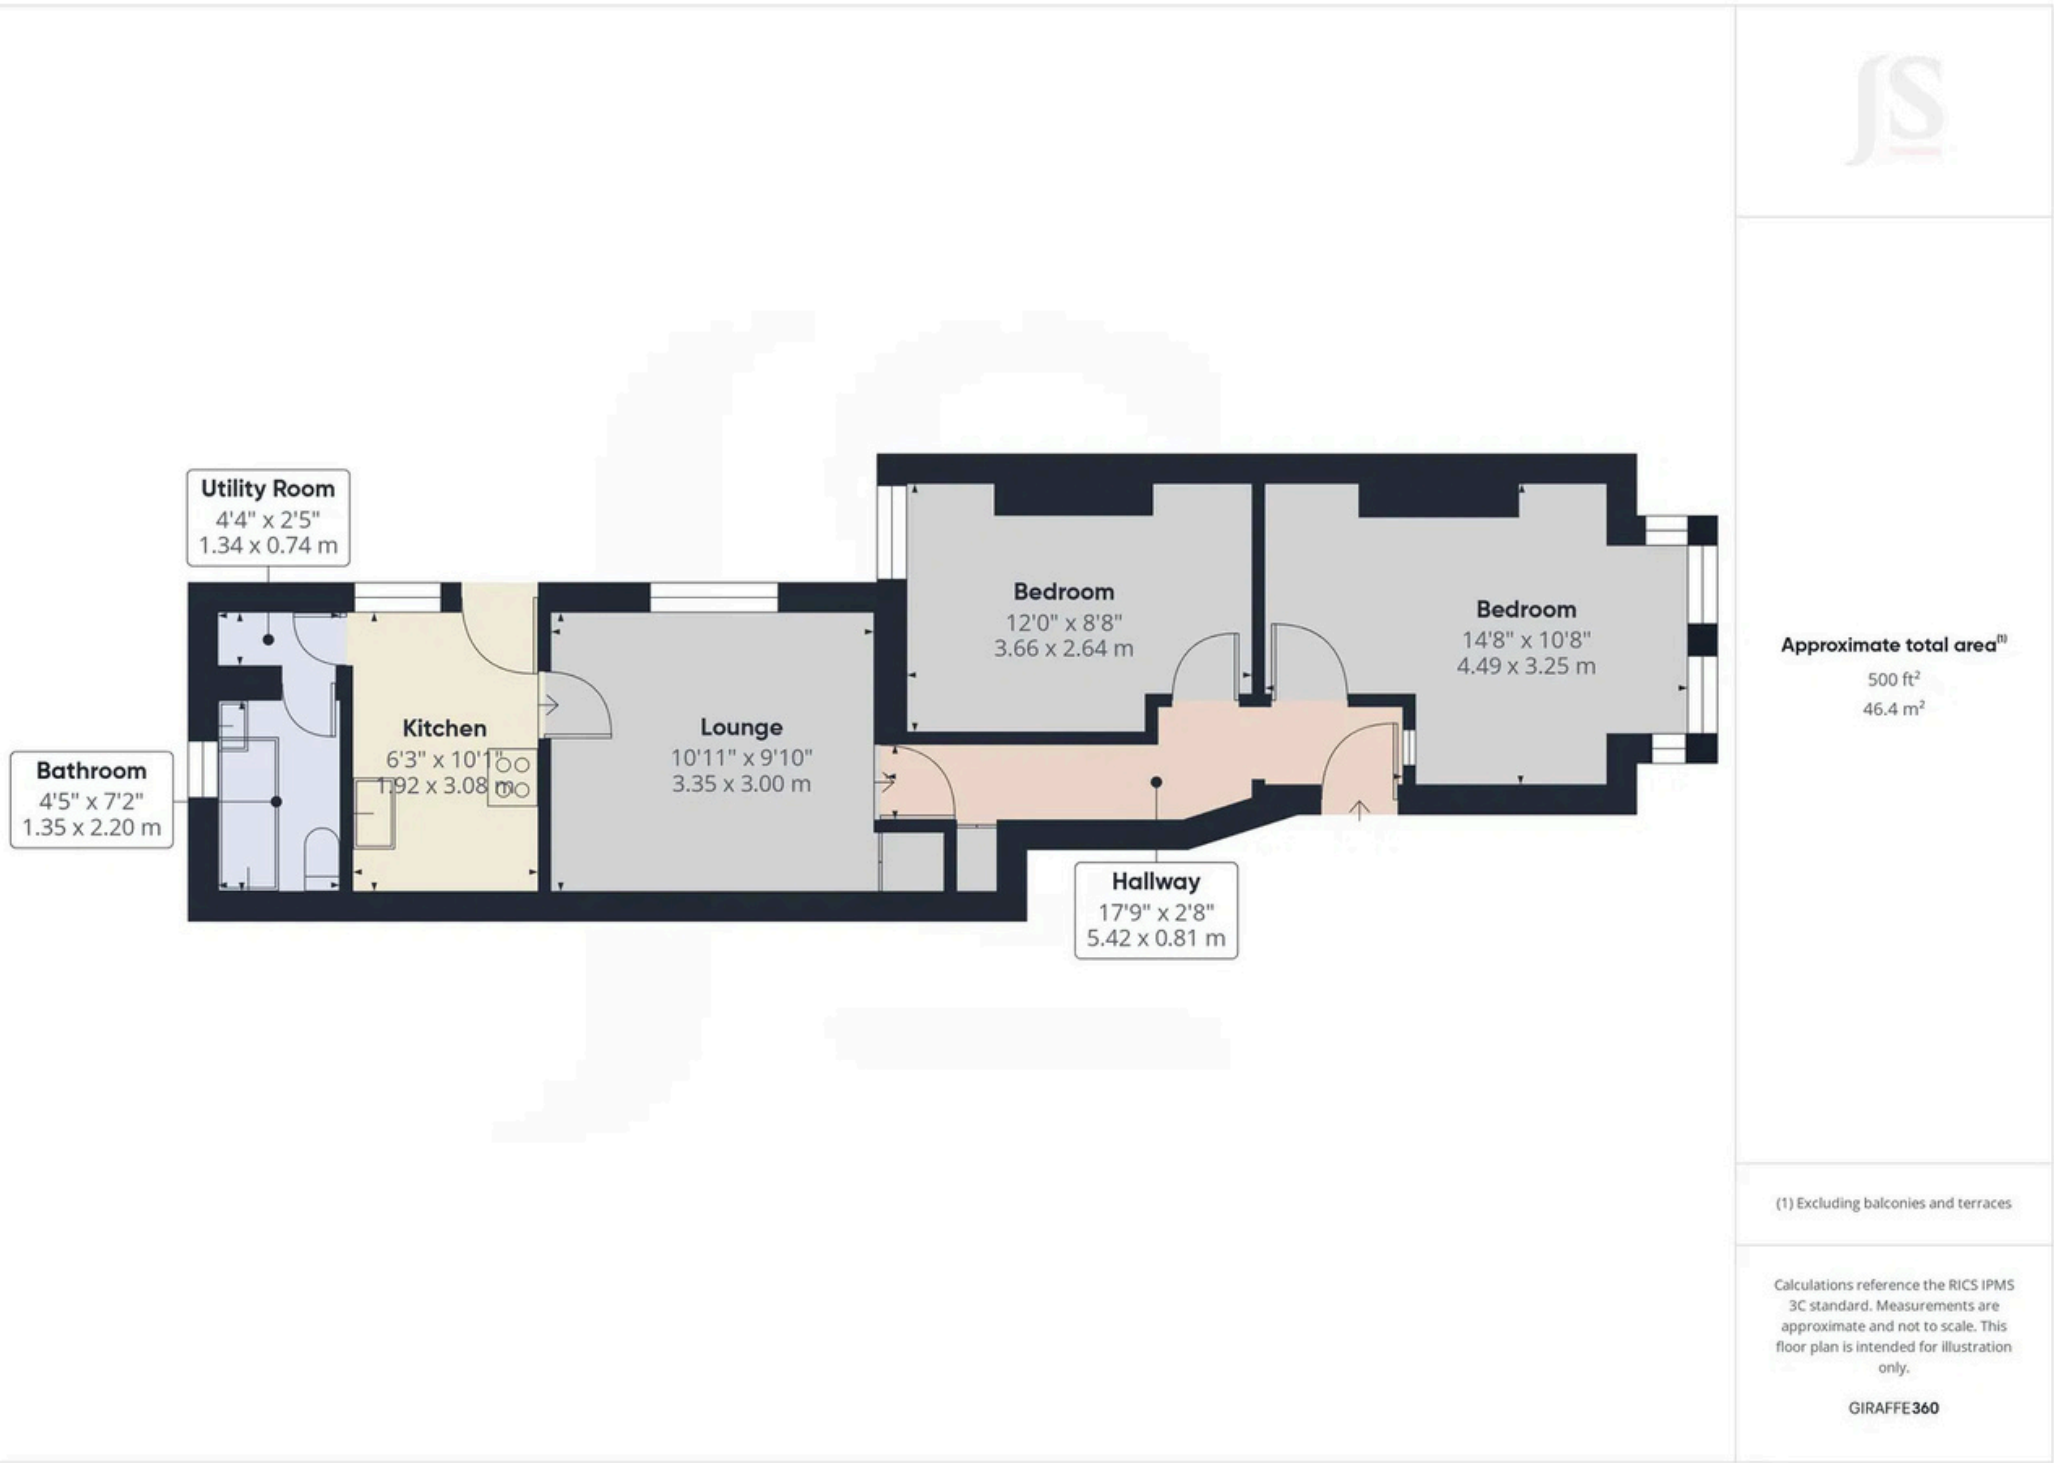 JS
Utility Room
4'4" x 2'5"
1.34 x 0.74 m
Bathroom
4'5" x 7'2"
1.35 x 2.20 m
Kitchen
6'3" x 10'1"
1.92 x 3.08 m
Lounge
10'11" x 9'10"
3.35 x 3.00 m
Bedroom
12'0" x 8'8"
3.66 x 2.64 m
Bedroom
14'8" x 10'8"
4.49 x 3.25 m
Hallway
17'9" x 2'8"
5.42 x 0.81 m
Approximate total area(1)
500 ft²
46.4 m²
(1) Excluding balconies and terraces
Calculations reference the RICS IPMS
3C standard. Measurements are
approximate and not to scale. This
floor plan is intended for illustration
only.
GIRAFFE360